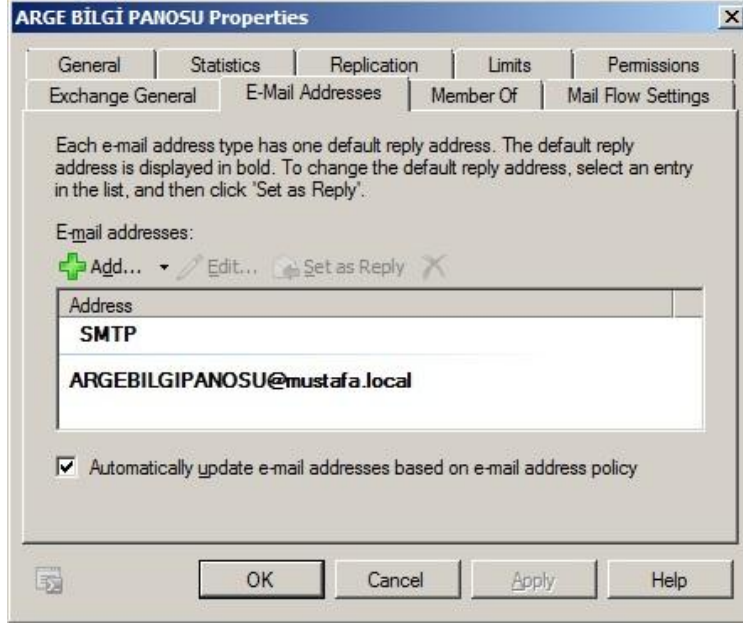 ARGE BİLGİ PANOSU Properties
General Statistics Replication Limits Permissions
Exchange General E-Mail Addresses Member Of Mail Flow Settings
Each e-mail address type has one default reply address. The default reply
address is displayed in bold. To change the default reply address, select an entry
in the list, and then click 'Set as Reply'.
E-mail addresses:
Add... Edit... Set as Reply
Address
SMTP
ARGEBILGIPANOSU@mustafa.local
Automatically update e-mail addresses based on e-mail address policy
OK Cancel Apply Help